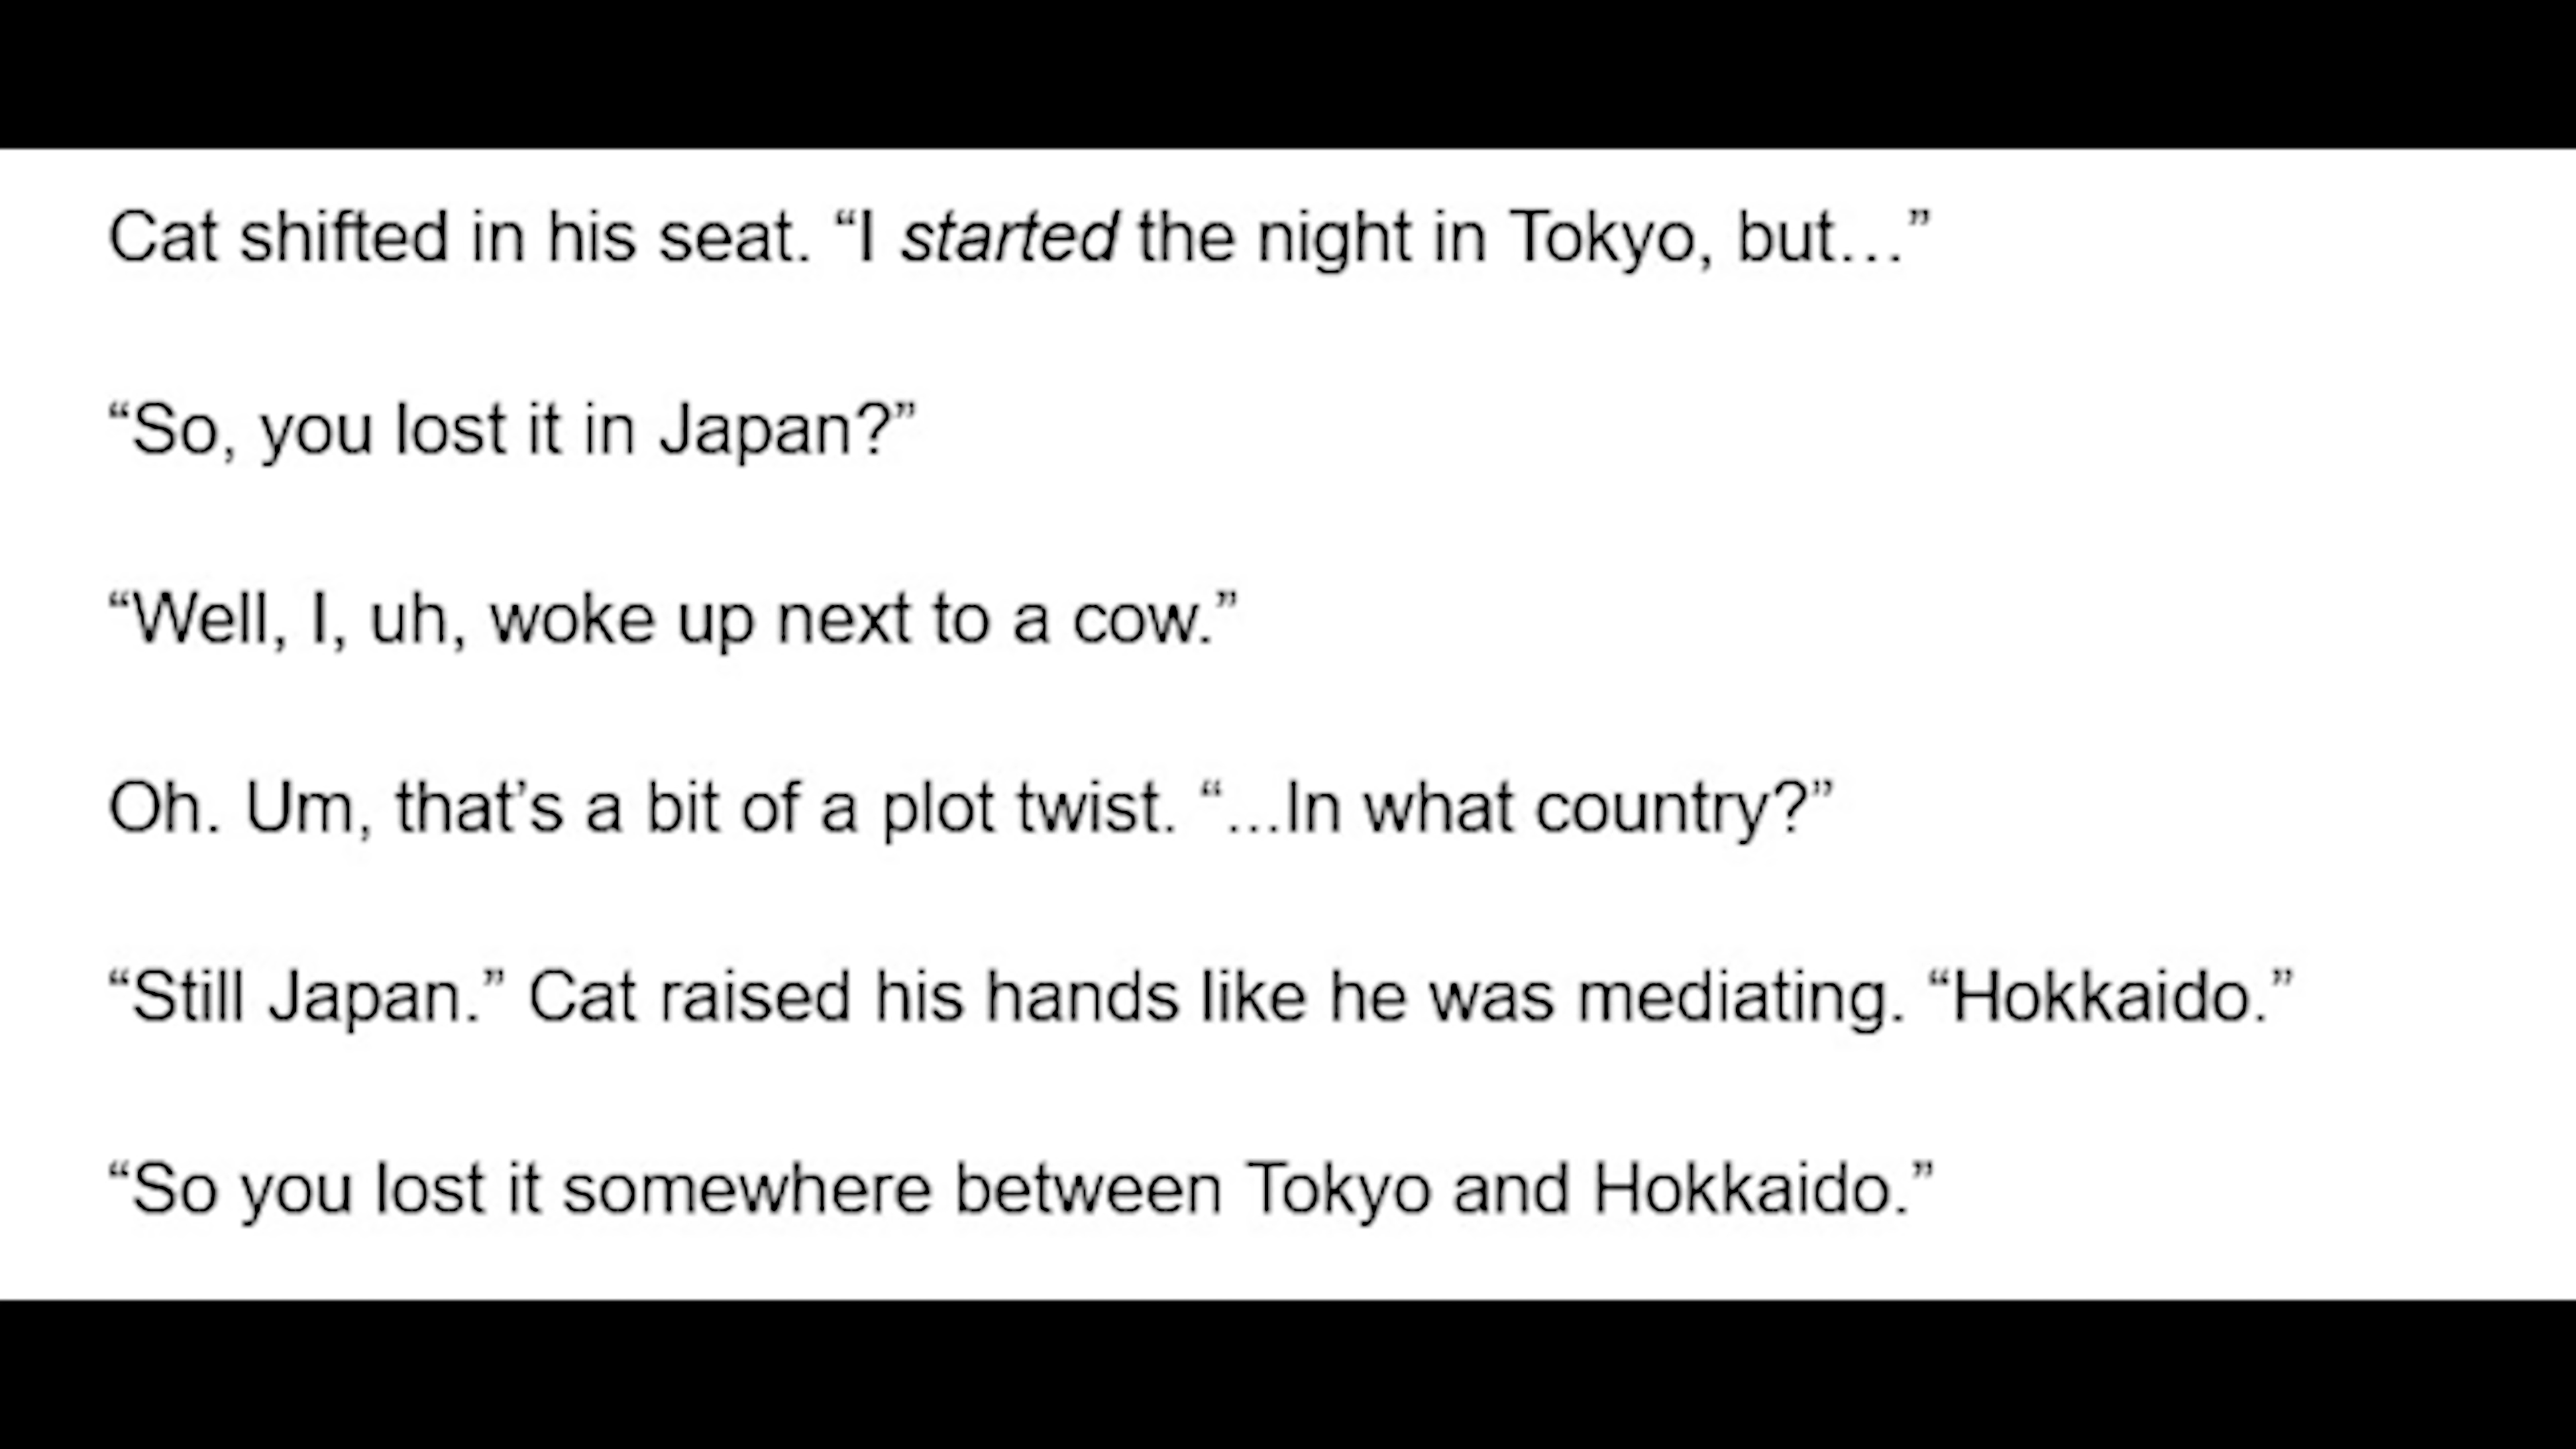 Cat shifted in his seat. “I started the night in Tokyo, but…”
“So, you lost it in Japan?”
“Well, I, uh, woke up next to a cow.”
Oh. Um, that’s a bit of a plot twist. “...In what country?”
“Still Japan.” Cat raised his hands like he was mediating. “Hokkaido.”
“So you lost it somewhere between Tokyo and Hokkaido.”